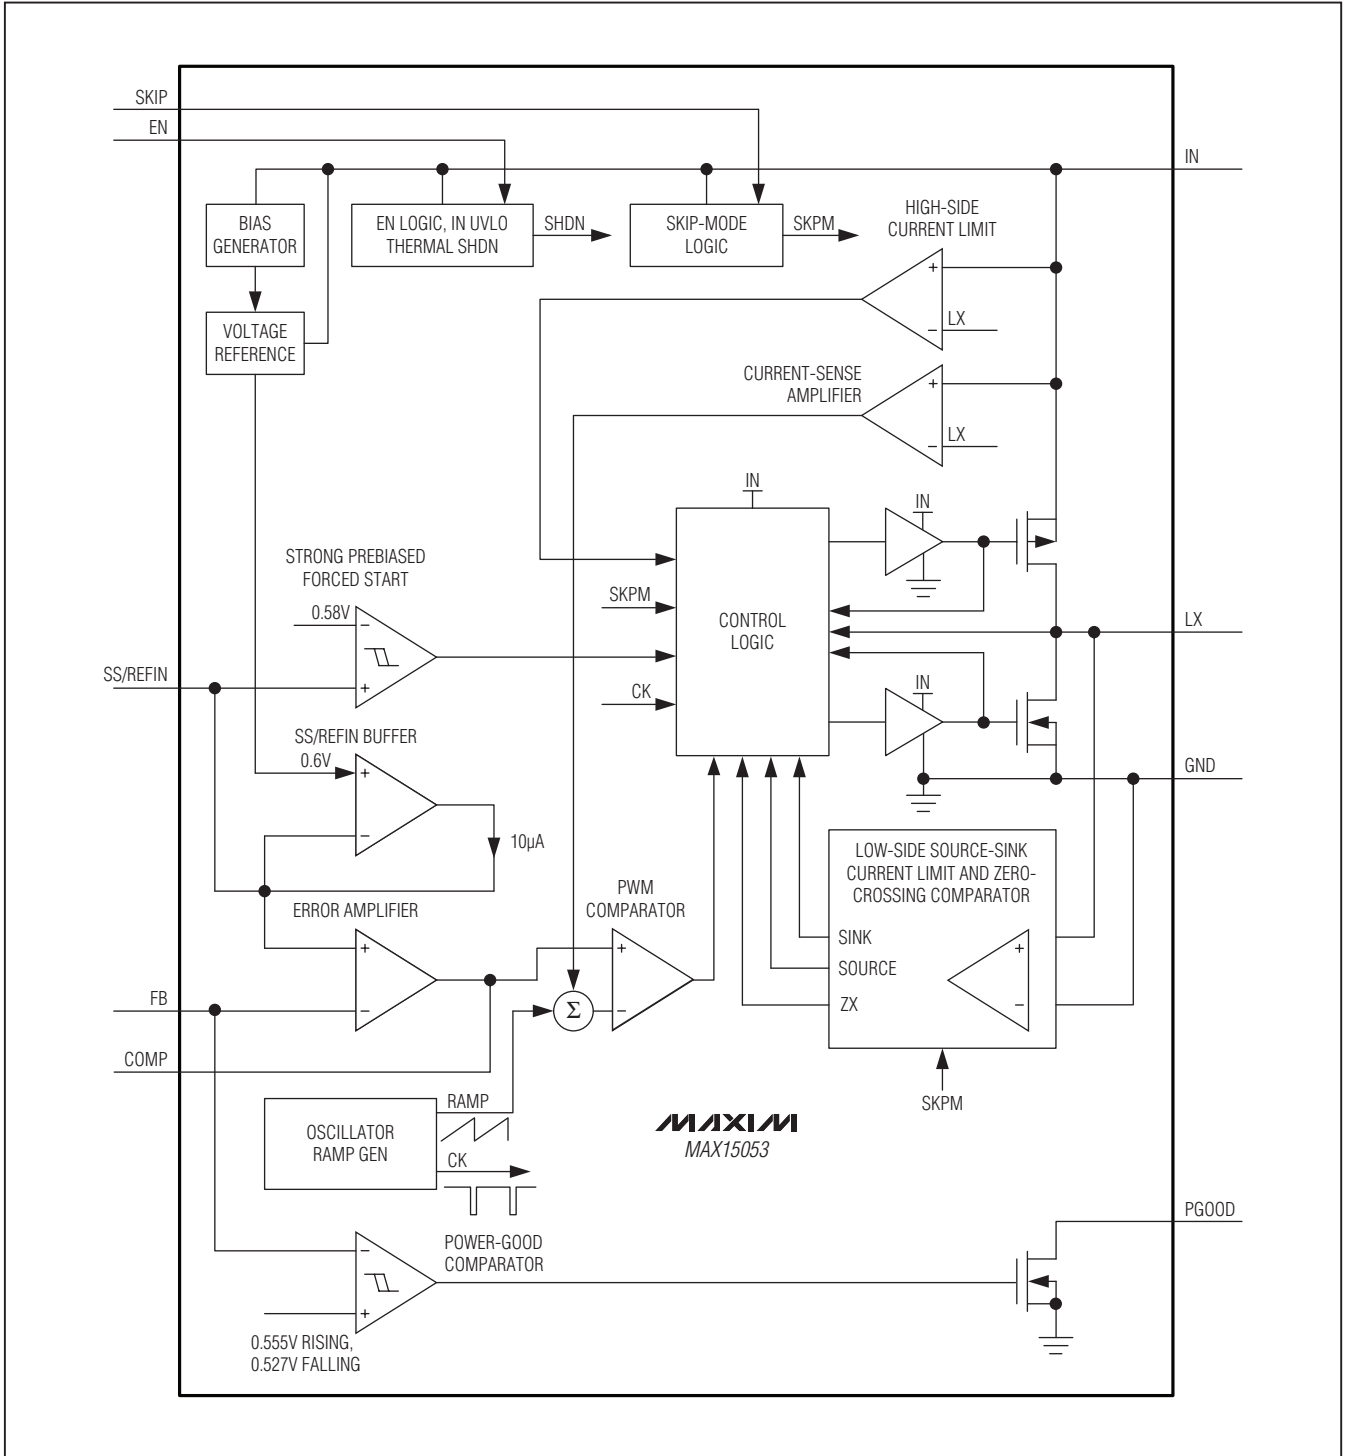 SKIP
EN
IN
BIAS
GENERATOR
EN LOGIC, IN UVLO
THERMAL SHDN
SHDN
SKIP-MODE
LOGIC
SKPM
HIGH-SIDE
CURRENT LIMIT
+
LX
−
VOLTAGE
REFERENCE
CURRENT-SENSE
AMPLIFIER
+
LX
−
IN
IN
STRONG PREBIASED
FORCED START
0.58V
−
+
SKPM
CONTROL
LOGIC
LX
SS/REFIN
CK
IN
SS/REFIN BUFFER
0.6V
+
−
10µA
GND
LOW-SIDE SOURCE-SINK
CURRENT LIMIT AND ZERO-
CROSSING COMPARATOR
SINK
SOURCE
ZX
+
−
SKPM
ERROR AMPLIFIER
+
−
PWM
COMPARATOR
+
−
Σ
FB
COMP
OSCILLATOR
RAMP GEN
RAMP
CK
MAXIM
MAX15053
PGOOD
POWER-GOOD
COMPARATOR
−
+
0.555V RISING,
0.527V FALLING